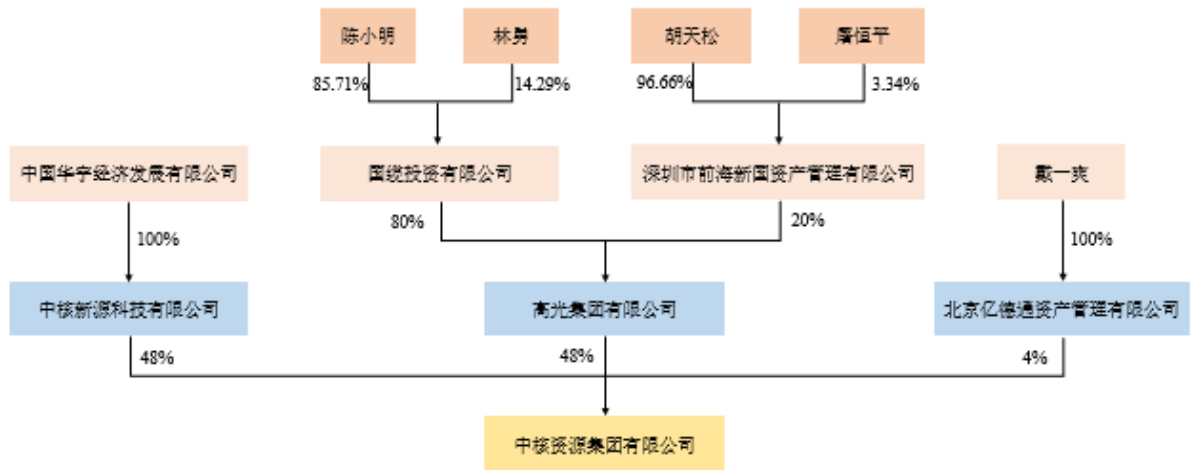 陈小明
林勇
胡天松
屠恒平
85.71%
14.29%
96.66%
3.34%
中国华宇经济发展有限公司
国缆投资有限公司
深圳市前海新国资产管理有限公司
戴一爽
100%
80%
20%
100%
中核新源科技有限公司
高光集团有限公司
北京亿德通资产管理有限公司
48%
48%
4%
中核资源集团有限公司